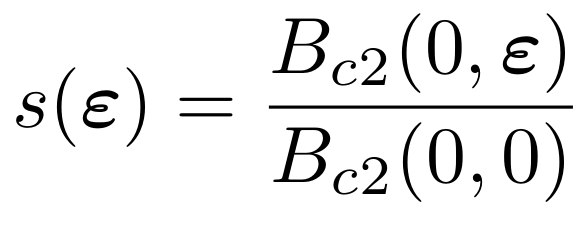 s(𝜺) = B_{c2}(0, 𝜺) / B_{c2}(0, 0)